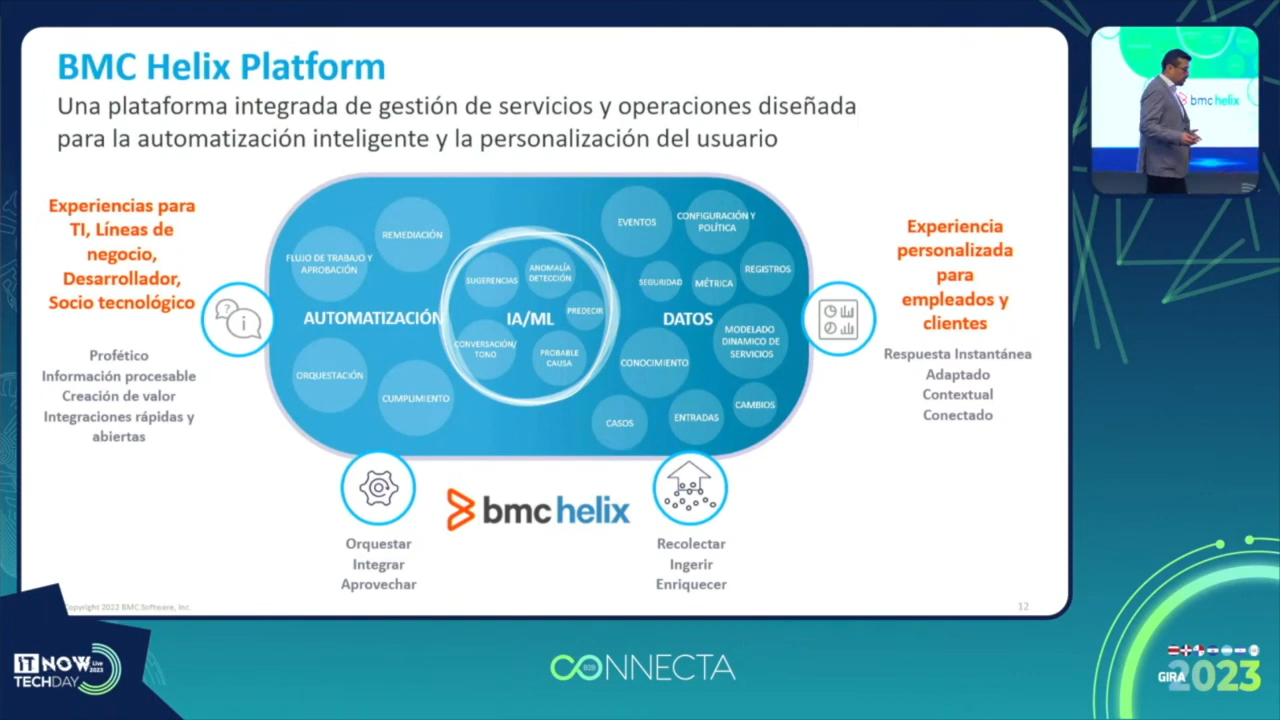 BMC Helix Platform
Una plataforma integrada de gestión de servicios y operaciones diseñada
para la automatización inteligente y la personalización del usuario
Experiencias para
TI, Líneas de
negocio,
Desarrollador,
Socio tecnológico
Profético
Información procesable
Creación de valor
Integraciones rápidas y
abiertas
REMEDIACIÓN
FLUJO DE TRABAJO Y
APROBACIÓN
AUTOMATIZACIÓN
ORQUESTACIÓN
CUMPLIMIENTO
SUGERENCIAS
ANOMALÍA
DETECCIÓN
PREDECIR
IA/ML
CONVERSACIÓN/
TONO
PROBABLE
CAUSA
EVENTOS
CONFIGURACIÓN Y
POLÍTICA
SEGURIDAD
MÉTRICA
REGISTROS
DATOS
MODELADO
DINAMICO DE
SERVICIOS
CONOCIMIENTO
CASOS
ENTRADAS
CAMBIOS
Experiencia
personalizada
para
empleados y
clientes
Respuesta Instantánea
Adaptado
Contextual
Conectado
Orquestar
Integrar
Aprovechar
bmc helix
Recolectar
Ingerir
Enriquecer
opyright 2022 BMC Software, Inc.
12
bmc helix
IT NOW Live 2023
TECHDAY
B2B
CONNECTA
GIRA 2023